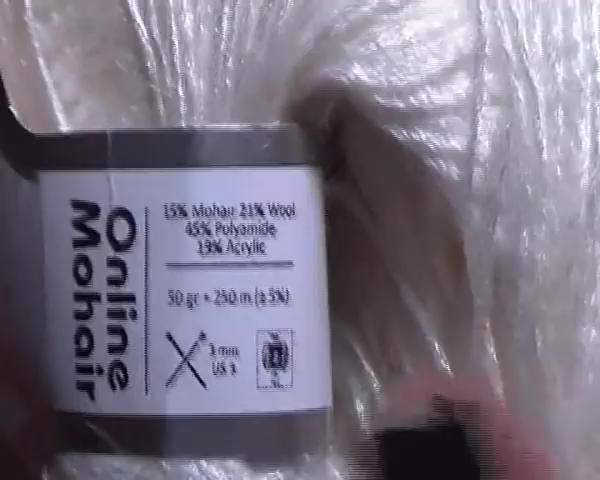 Online
Mohair
15% Mohair 21% Wool
45% Polyamide
19% Acrylic
50 gr = 250 m (±5%)
3 mm
US 3